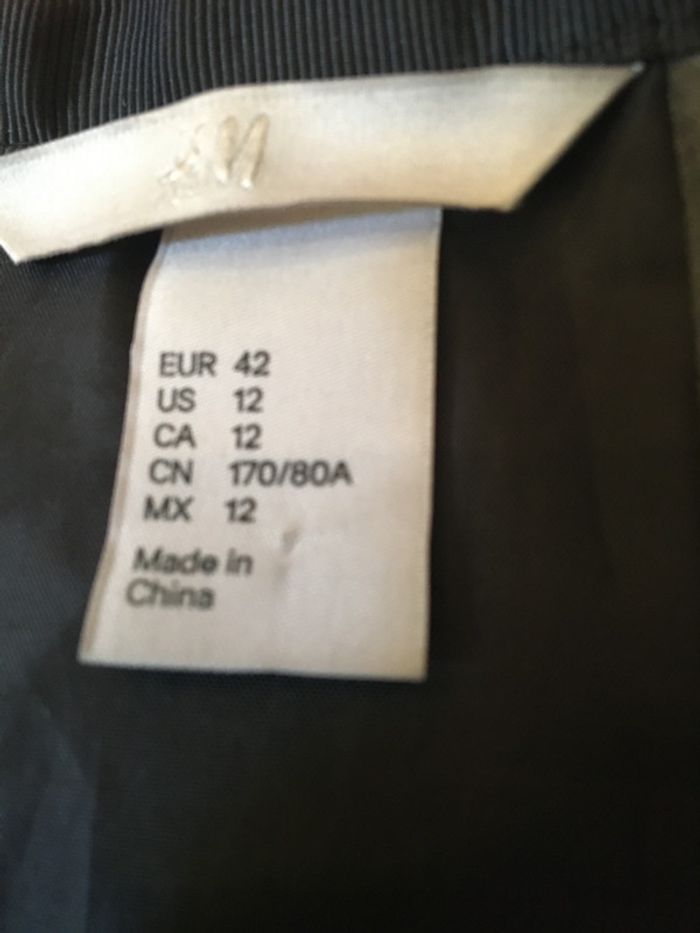 &M
EUR 42
US 12
CA 12
CN 170/80A
MX 12
Made in
China